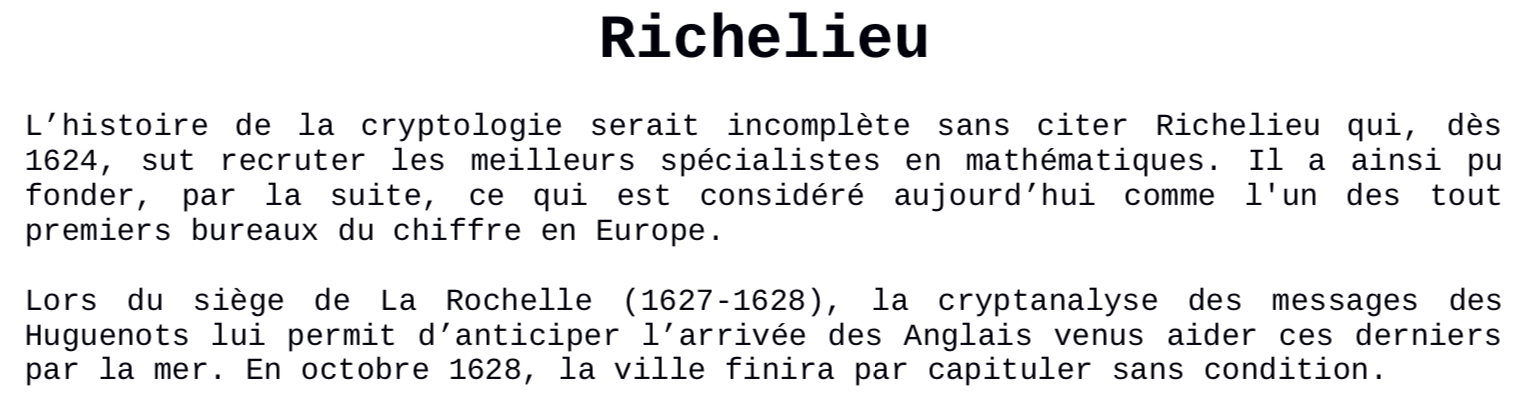 Richelieu
L’histoire de la cryptologie serait incomplète sans citer Richelieu qui, dès
1624, sut recruter les meilleurs spécialistes en mathématiques. Il a ainsi pu
fonder, par la suite, ce qui est considéré aujourd’hui comme l'un des tout
premiers bureaux du chiffre en Europe.
Lors du siège de La Rochelle (1627-1628), la cryptanalyse des messages des
Huguenots lui permit d’anticiper l’arrivée des Anglais venus aider ces derniers
par la mer. En octobre 1628, la ville finira par capituler sans condition.